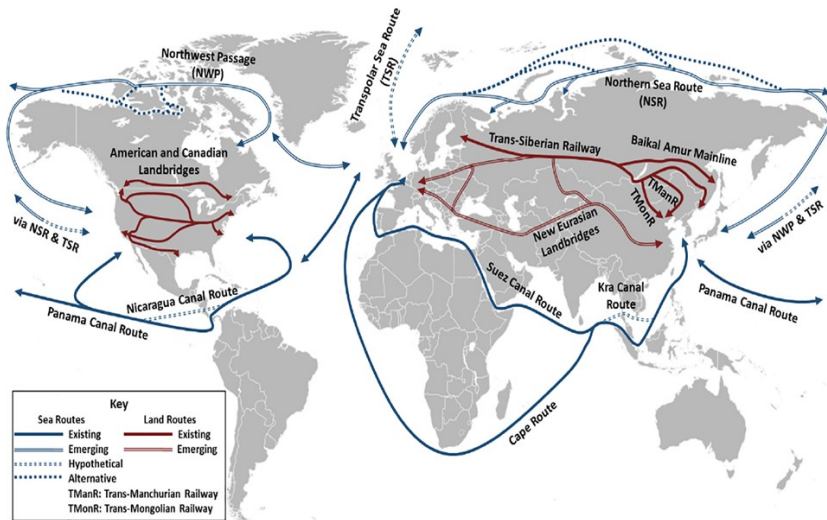 Northwest Passage
(NWP)
Transpolar Sea Route
(TSR)
Northern Sea Route
(NSR)
American and Canadian
Landbridges
Trans-Siberian Railway
Baikal Amur Mainline
TManR
TMonR
via NSR & TSR
via NWP & TSR
New Eurasian
Landbridges
Nicaragua Canal Route
Panama Canal Route
Suez Canal Route
Kra Canal
Route
Panama Canal Route
Cape Route
Key
Sea Routes
Existing
Emerging
Hypothetical
Alternative
Land Routes
Existing
Emerging
TManR: Trans-Manchurian Railway
TMonR: Trans-Mongolian Railway